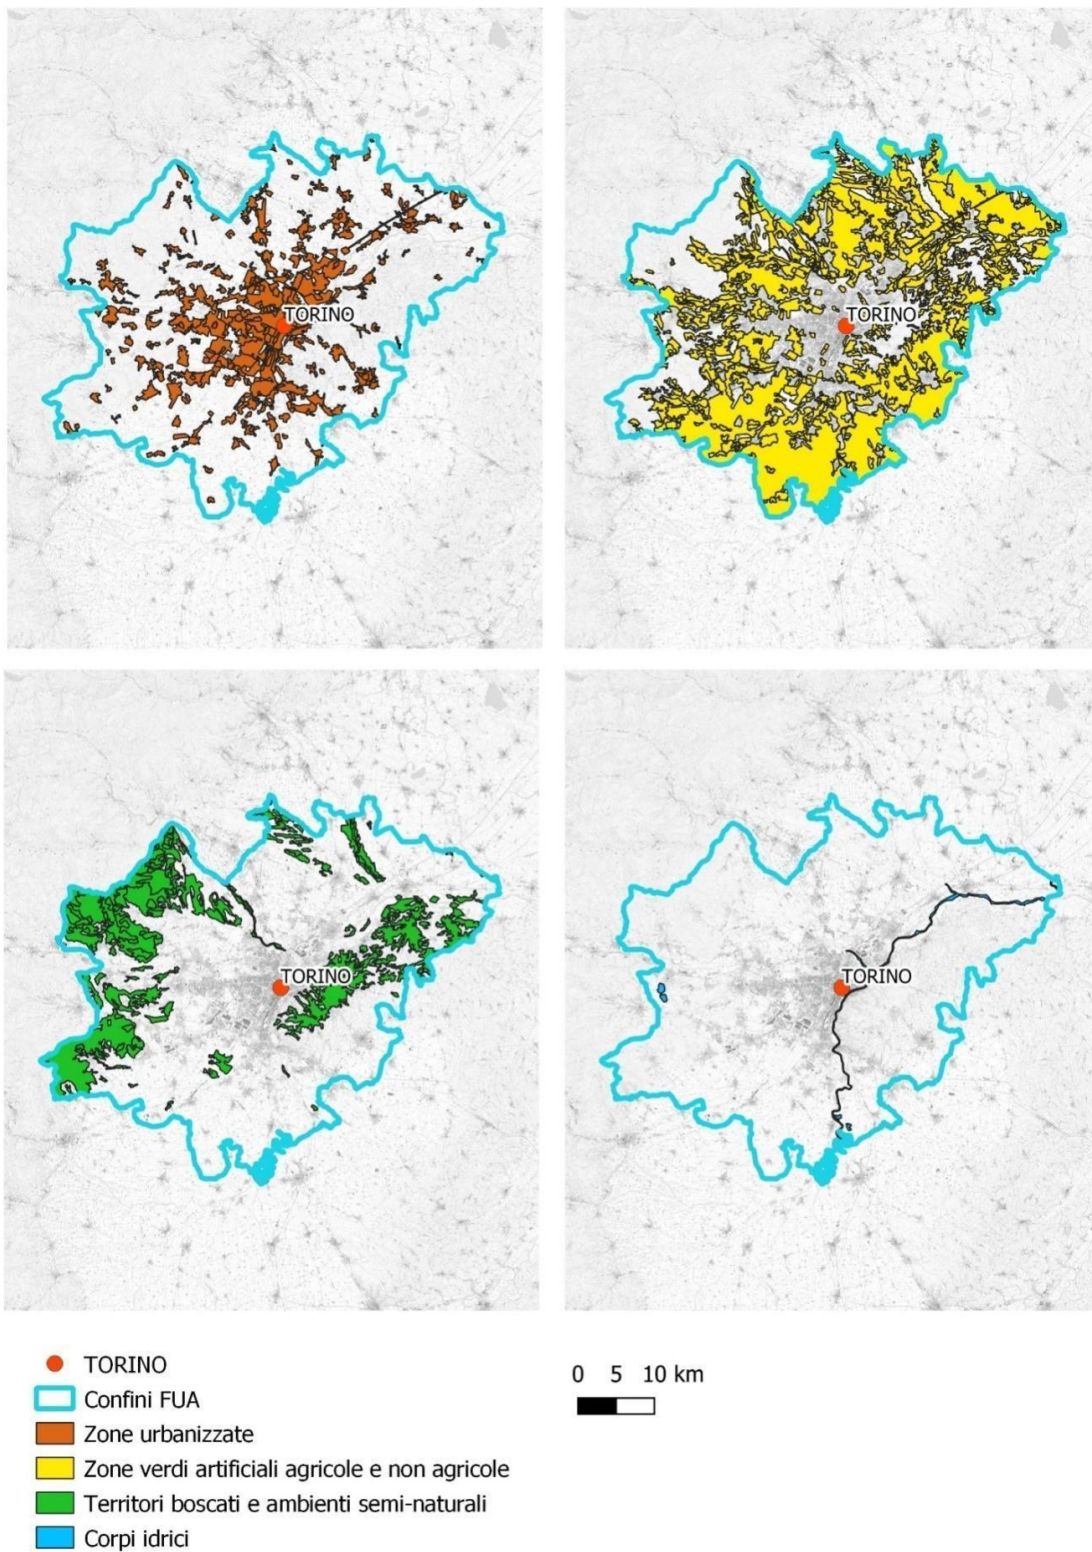 TORINO
TORINO
TORINO
TORINO
TORINO
Confini FUA
Zone urbanizzate
Zone verdi artificiali agricole e non agricole
Territori boscati e ambienti semi-naturali
Corpi idrici
0 5 10 km